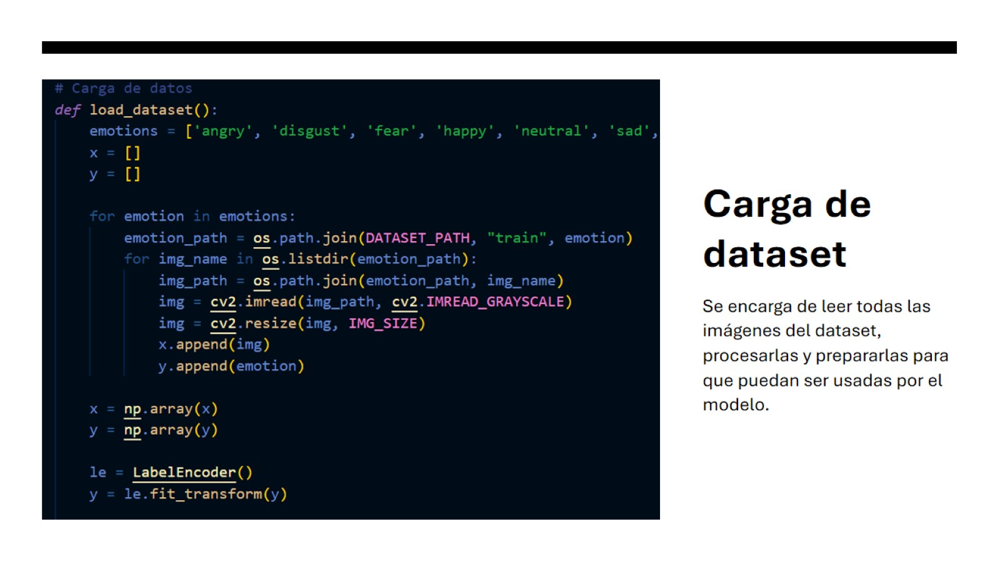 # Carga de datos
def load_dataset():
    emotions = ['angry', 'disgust', 'fear', 'happy', 'neutral', 'sad',
    x = []
    y = []

    for emotion in emotions:
        emotion_path = os.path.join(DATASET_PATH, "train", emotion)
        for img_name in os.listdir(emotion_path):
            img_path = os.path.join(emotion_path, img_name)
            img = cv2.imread(img_path, cv2.IMREAD_GRAYSCALE)
            img = cv2.resize(img, IMG_SIZE)
            x.append(img)
            y.append(emotion)

    x = np.array(x)
    y = np.array(y)

    le = LabelEncoder()
    y = le.fit_transform(y)
Carga de
dataset
Se encarga de leer todas las
imágenes del dataset,
procesarlas y prepararlas para
que puedan ser usadas por el
modelo.